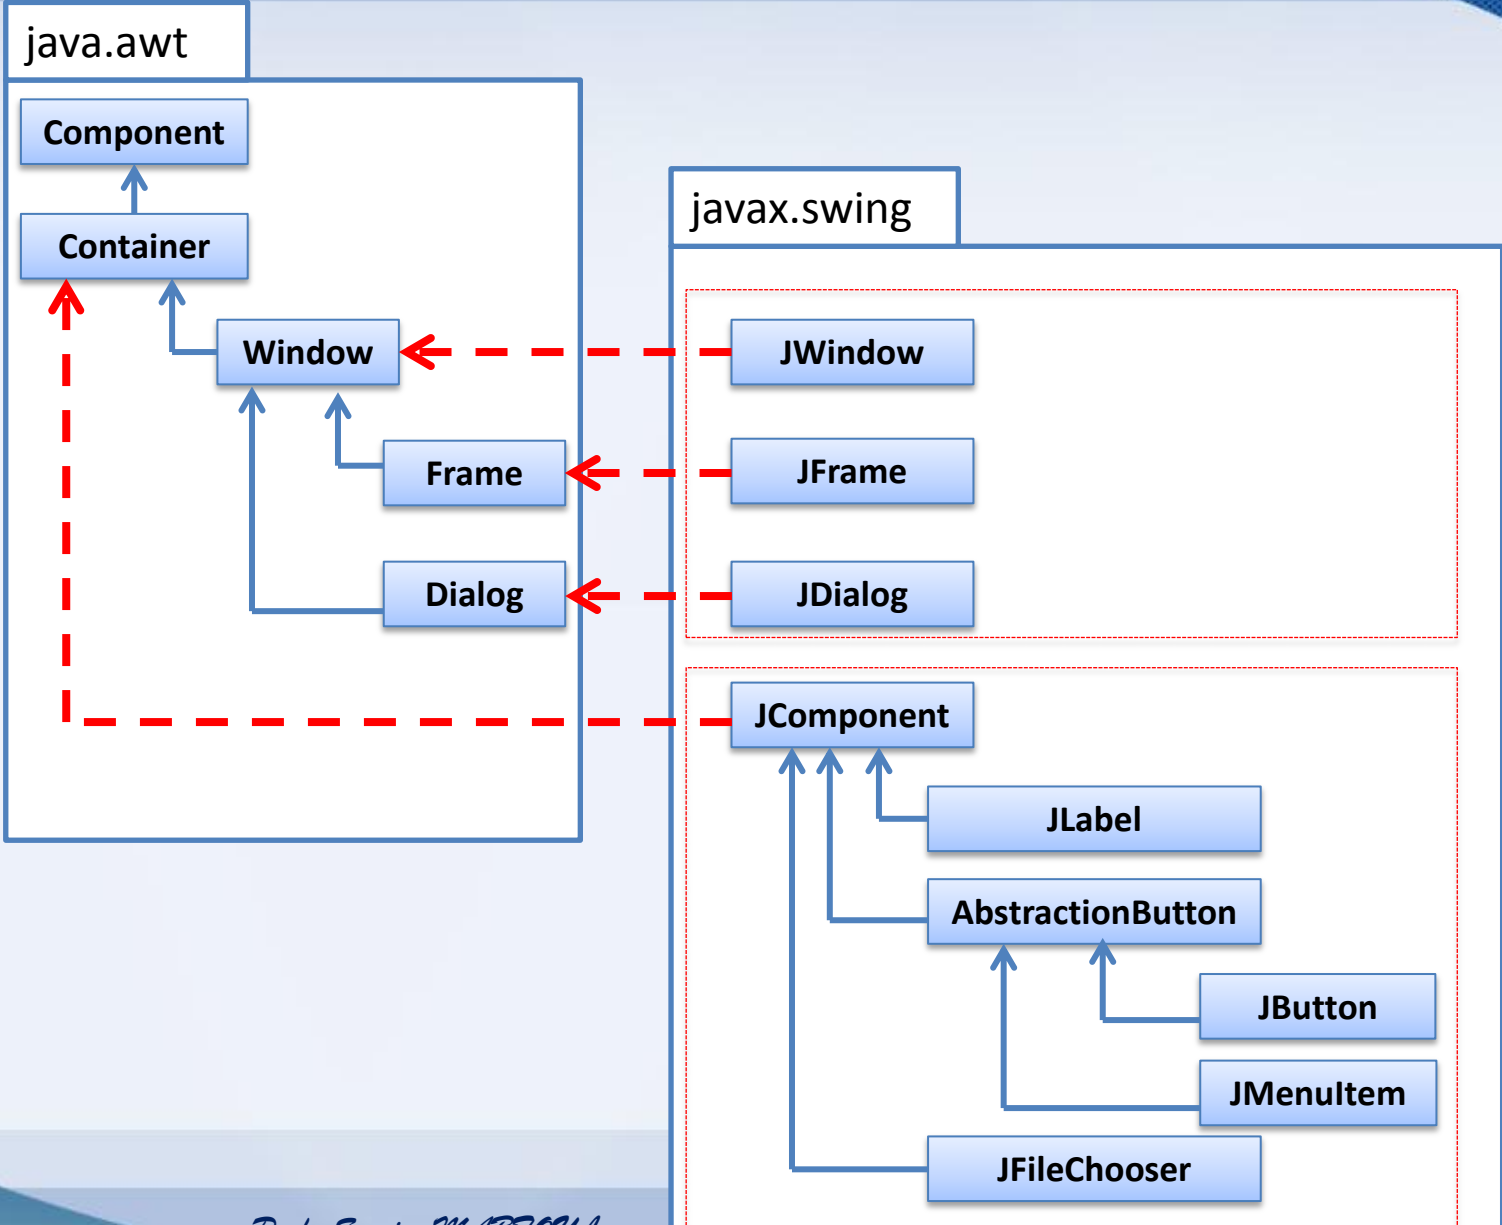 java.awt
Component
Container
Window
Frame
Dialog
javax.swing
JWindow
JFrame
JDialog
JComponent
JLabel
AbstractionButton
JButton
JMenuItem
JFileChooser